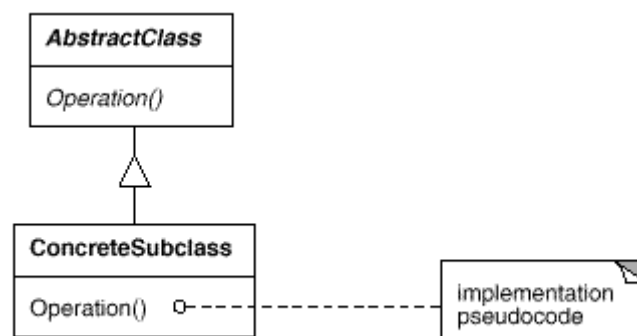 AbstractClass
Operation()
ConcreteSubclass
Operation()
implementation
pseudocode